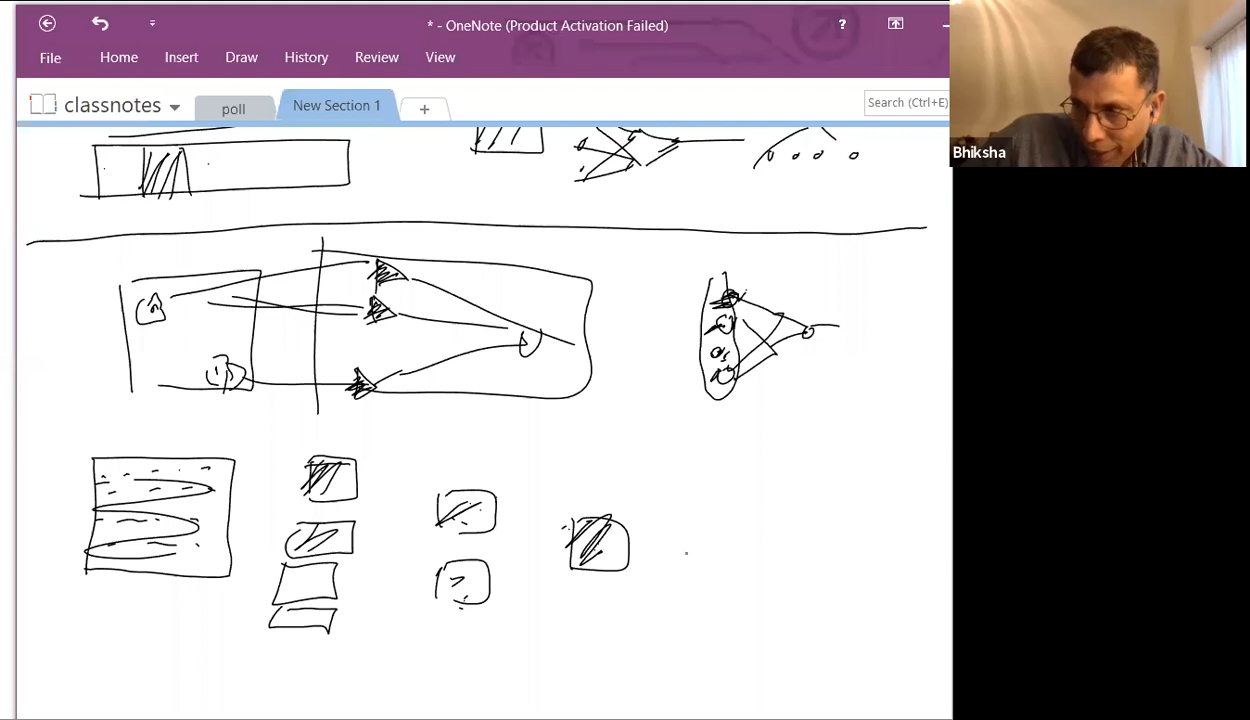 * - OneNote (Product Activation Failed)
?
File Home Insert Draw History Review View
classnotes poll New Section 1 +
Search (Ctrl+E)
Bhiksha